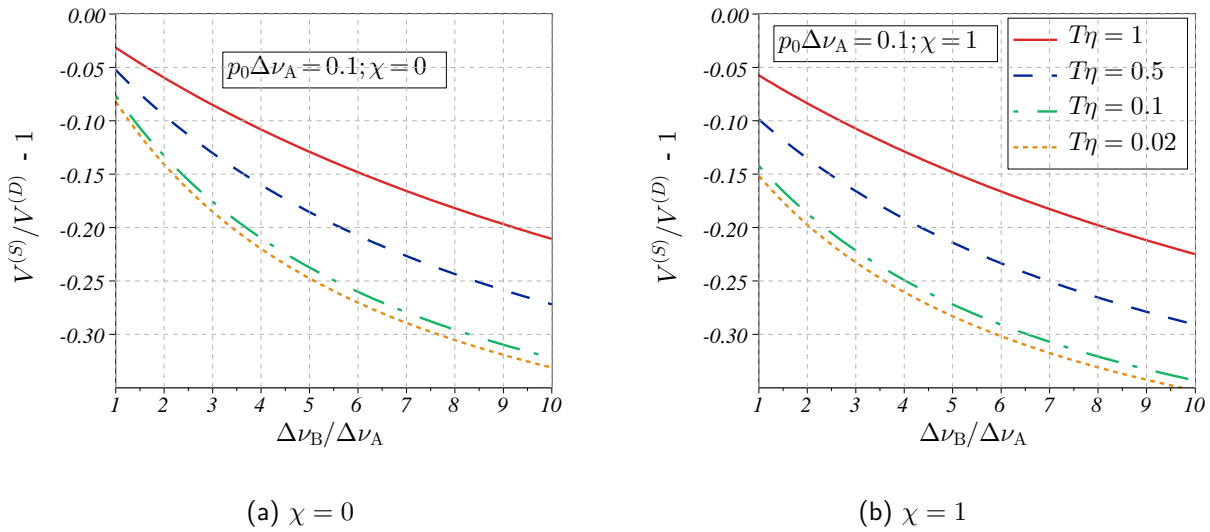 0.00
-0.05
-0.10
-0.15
-0.20
-0.25
-0.30
V^(S)/V^(D) - 1
p₀Δν_A = 0.1; χ = 0
1 2 3 4 5 6 7 8 9 10
Δν_B/Δν_A
(a) χ = 0
0.00
-0.05
-0.10
-0.15
-0.20
-0.25
-0.30
V^(S)/V^(D) - 1
p₀Δν_A = 0.1; χ = 1
Tη = 1
Tη = 0.5
Tη = 0.1
Tη = 0.02
1 2 3 4 5 6 7 8 9 10
Δν_B/Δν_A
(b) χ = 1